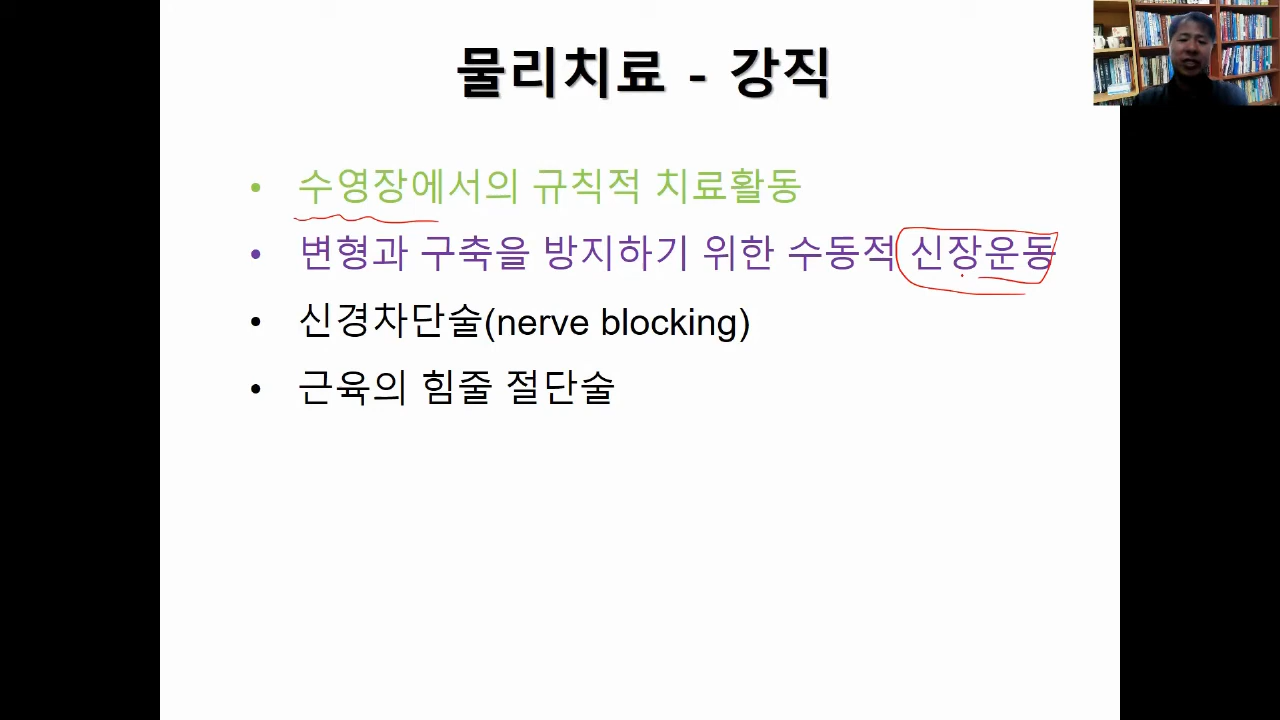 물리치료 - 강직
• 수영장에서의 규칙적 치료활동
• 변형과 구축을 방지하기 위한 수동적 신장운동
• 신경차단술(nerve blocking)
• 근육의 힘줄 절단술